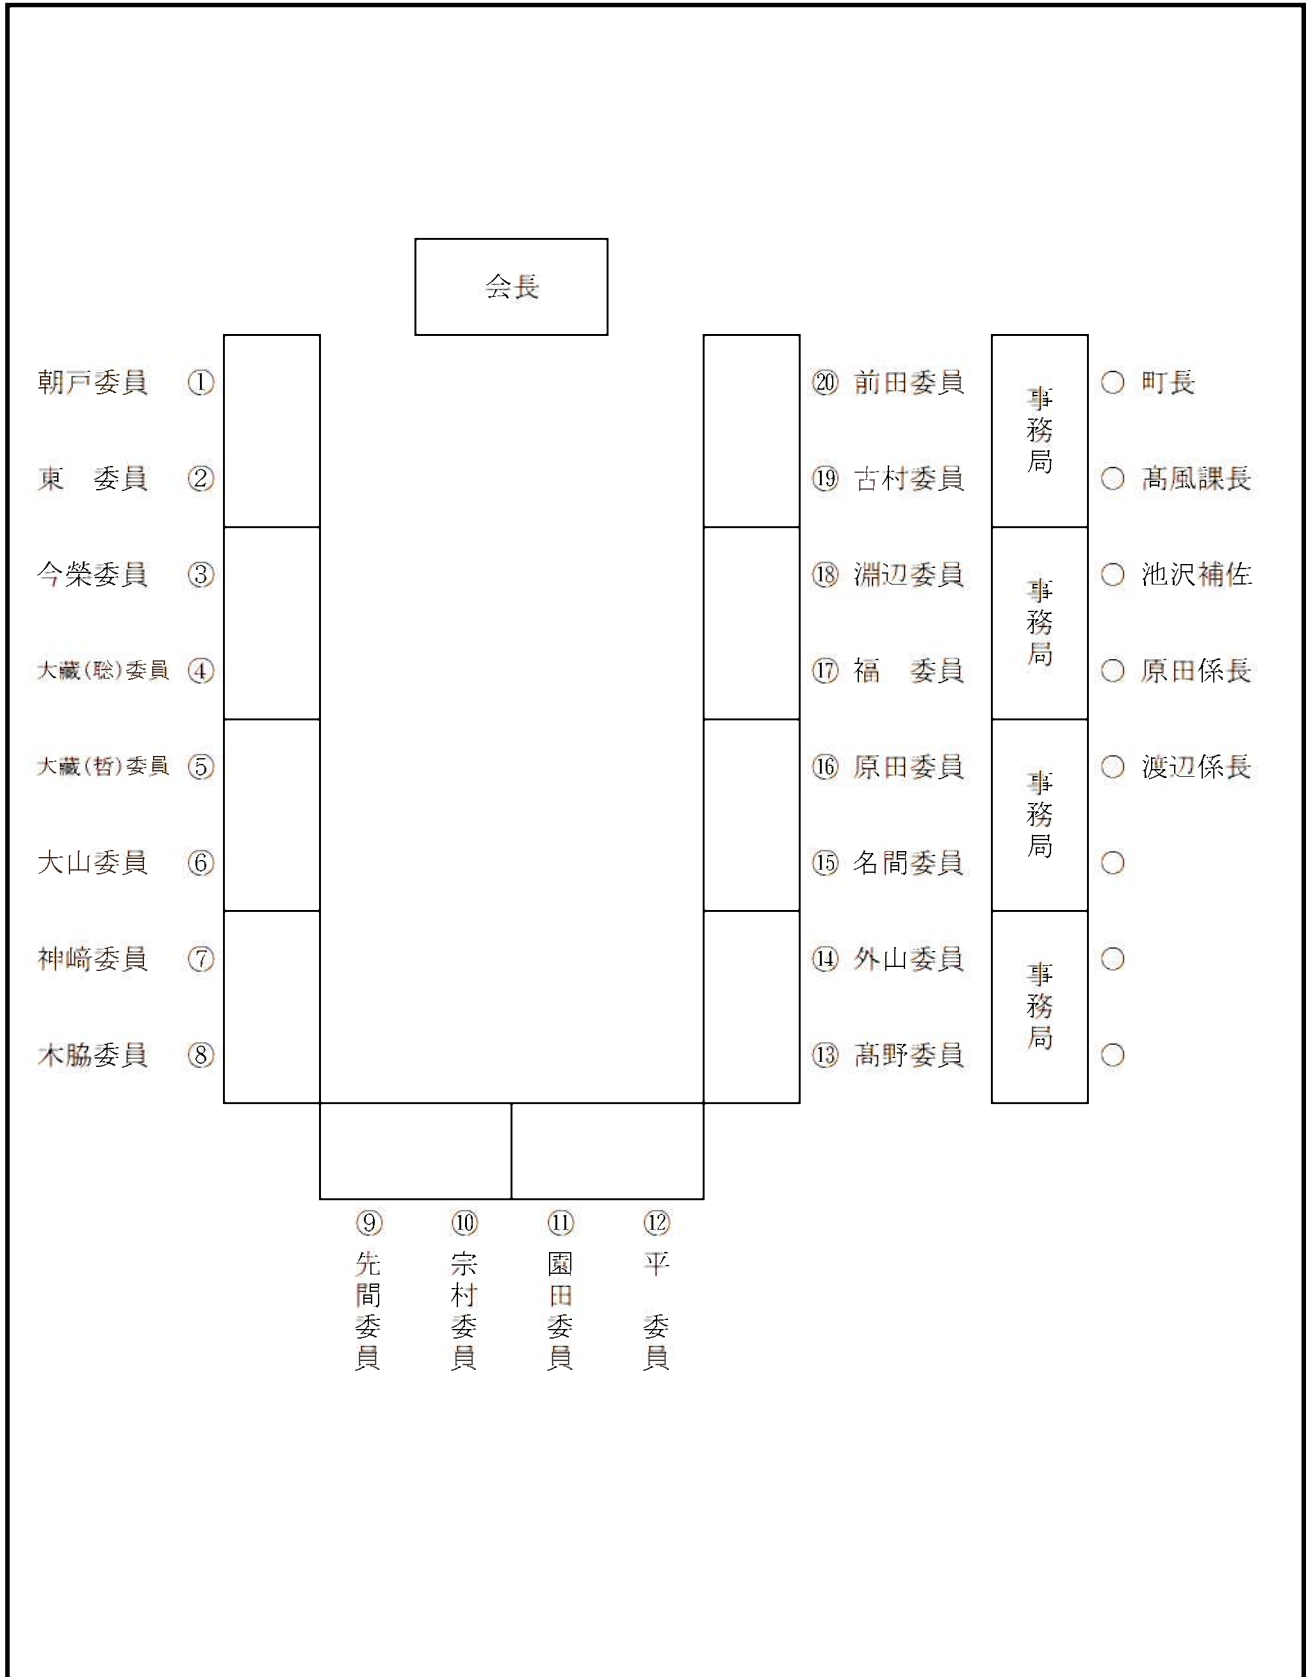 会長
朝戸委員 ①
東　委員 ②
今榮委員 ③
大藏(聡)委員 ④
大藏(哲)委員 ⑤
大山委員 ⑥
神﨑委員 ⑦
木脇委員 ⑧
⑨ 先間委員
⑩ 宗村委員
⑪ 園田委員
⑫ 平　委員
⑳ 前田委員
⑲ 古村委員
⑱ 淵辺委員
⑰ 福　委員
⑯ 原田委員
⑮ 名間委員
⑭ 外山委員
⑬ 髙野委員
事務局
事務局
事務局
事務局
○ 町長
○ 髙風課長
○ 池沢補佐
○ 原田係長
○ 渡辺係長
○
○
○